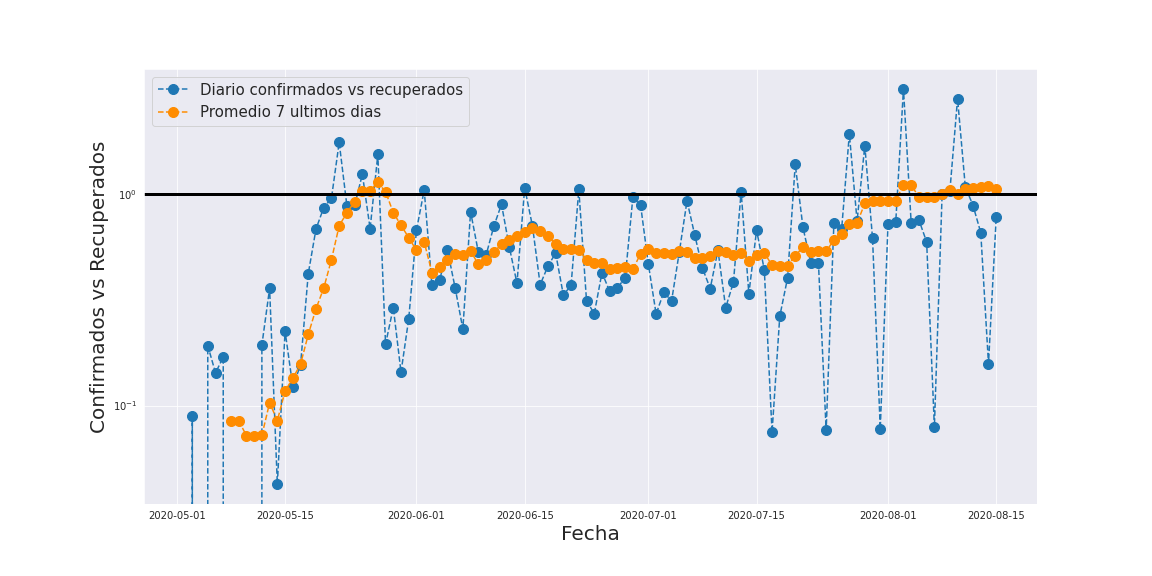 Diario confirmados vs recuperados
Promedio 7 ultimos dias
Confirmados vs Recuperados
10⁰
10⁻¹
2020-05-01 2020-05-15 2020-06-01 2020-06-15 2020-07-01 2020-07-15 2020-08-01 2020-08-15
Fecha